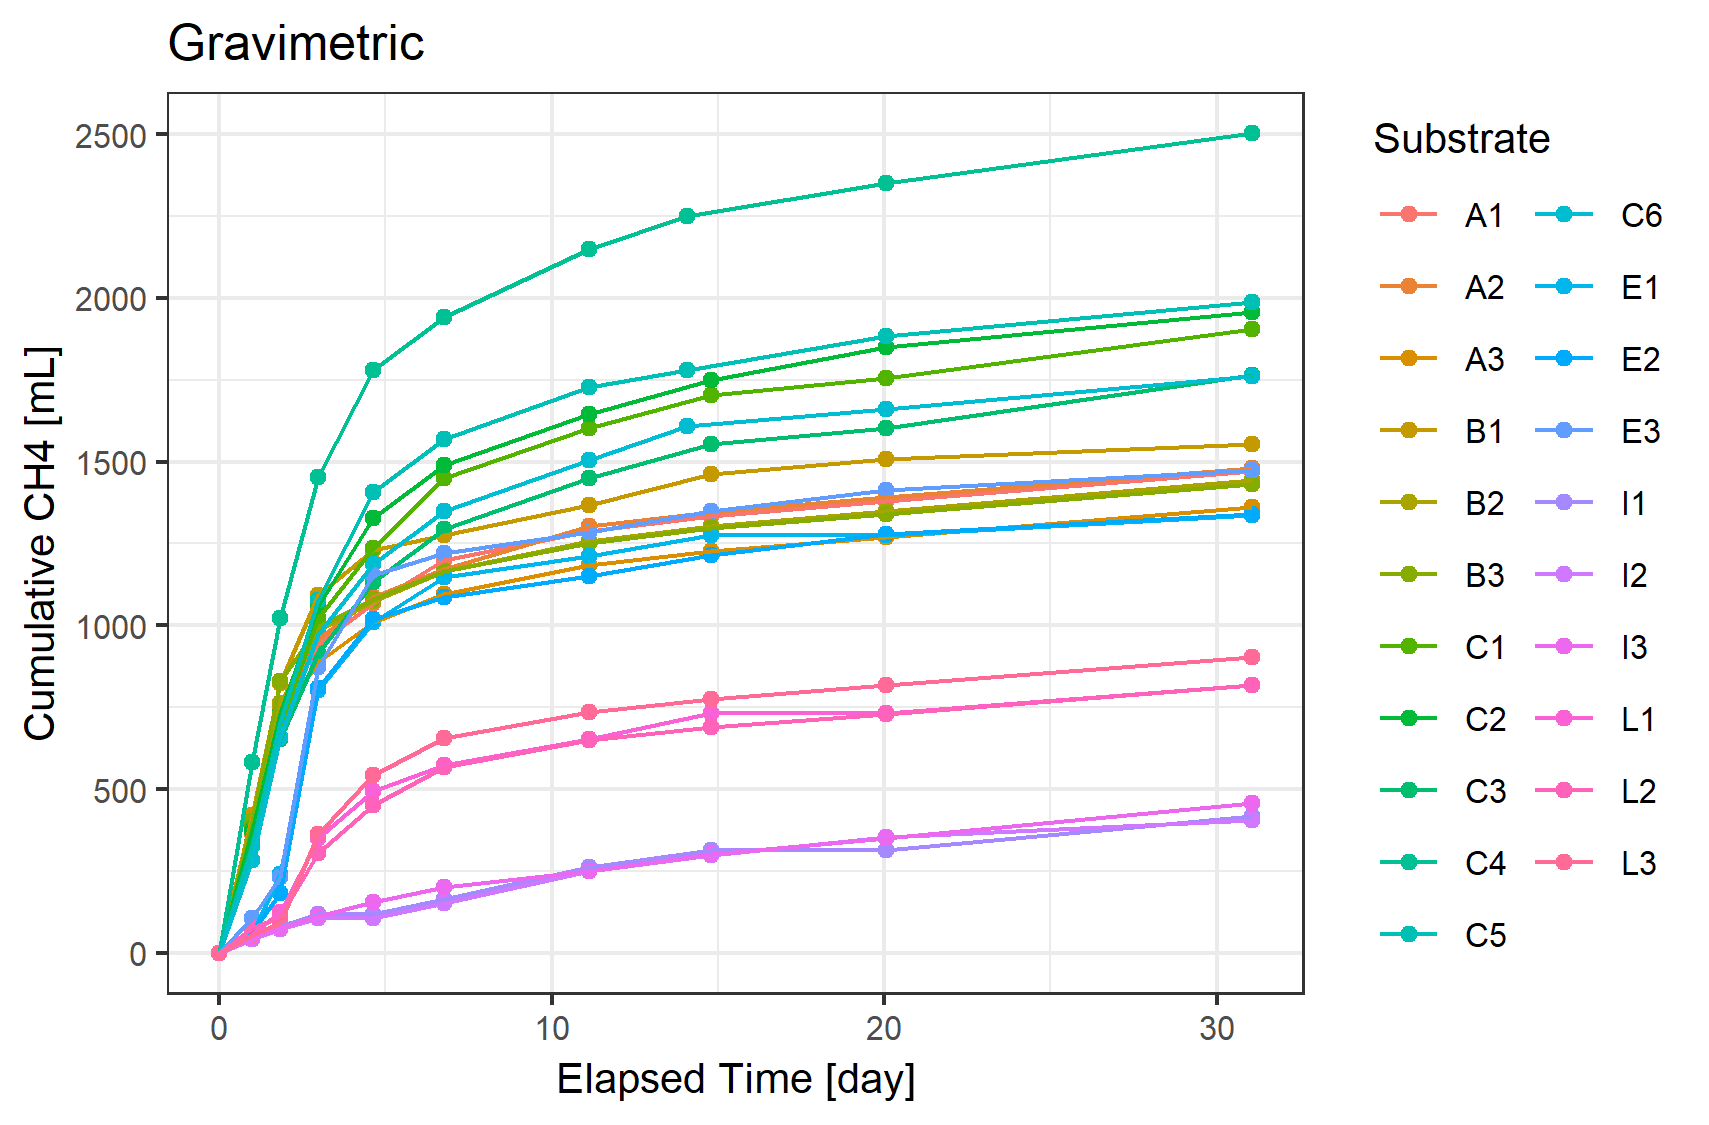 Gravimetric
Cumulative CH4 [mL]
2500
2000
1500
1000
500
0
0 10 20 30
Elapsed Time [day]
Substrate
A1 C6
A2 E1
A3 E2
B1 E3
B2 I1
B3 I2
C1 I3
C2 L1
C3 L2
C4 L3
C5